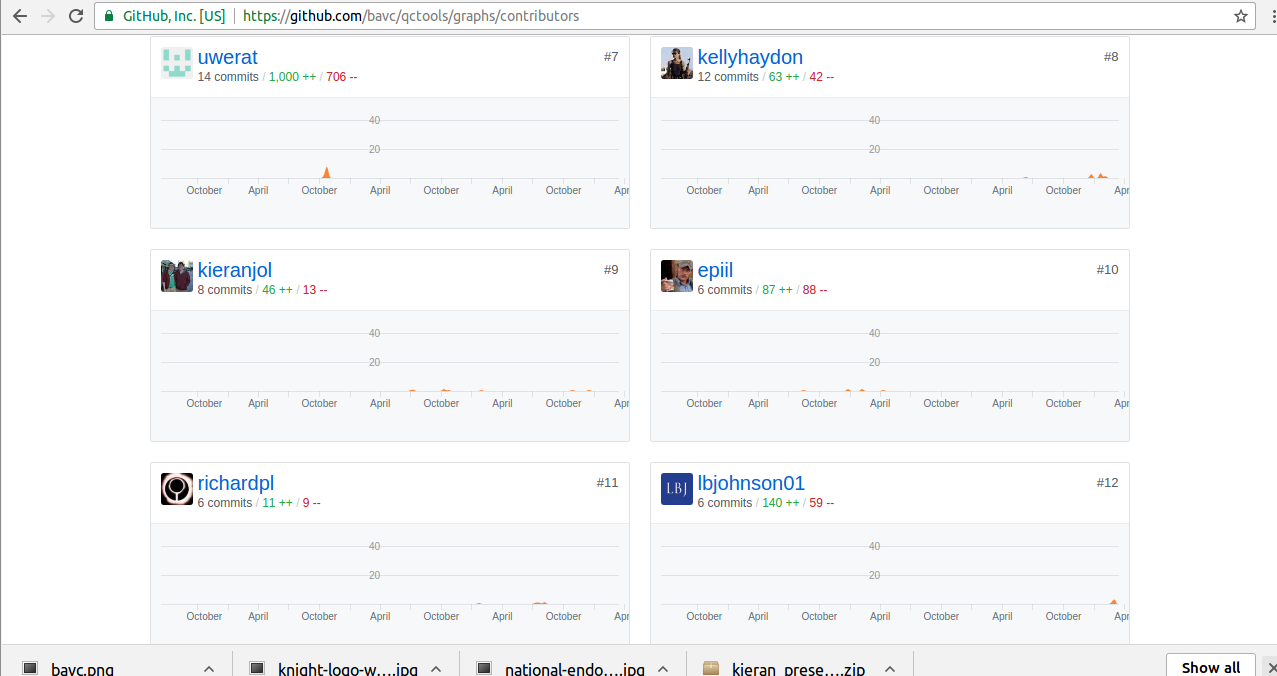 GitHub, Inc. [US] https://github.com/bavc/qctools/graphs/contributors
uwerat #7
14 commits / 1,000 ++ / 706 --
40
20
October April October April October April October Apr
kellyhaydon #8
12 commits / 63 ++ / 42 --
40
20
October April October April October April October Apr
kieranjol #9
8 commits / 46 ++ / 13 --
40
20
October April October April October April October Apr
epiil #10
6 commits / 87 ++ / 88 --
40
20
October April October April October April October Apr
richardpl #11
6 commits / 11 ++ / 9 --
40
20
October April October April October April October Apr
LBJ
lbjohnson01 #12
6 commits / 140 ++ / 59 --
40
20
October April October April October April October Apr
bavc.png knight-logo-w....jpg national-endo....jpg kieran_prese....zip Show all